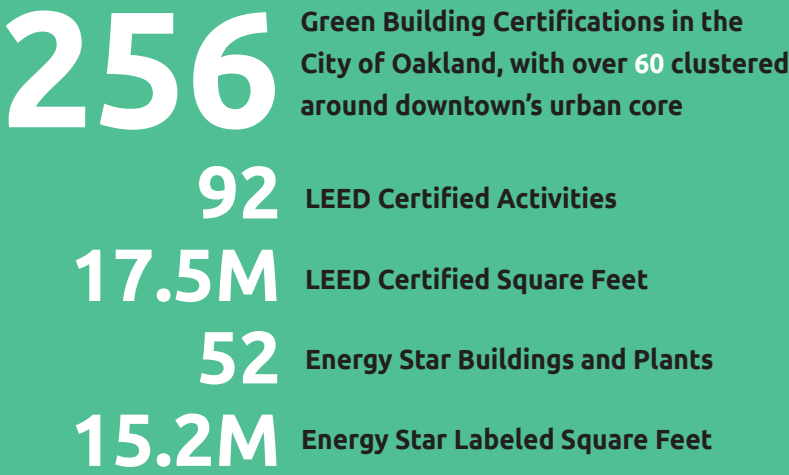 256
Green Building Certifications in the
City of Oakland, with over 60 clustered
around downtown’s urban core
92 LEED Certified Activities
17.5M LEED Certified Square Feet
52 Energy Star Buildings and Plants
15.2M Energy Star Labeled Square Feet